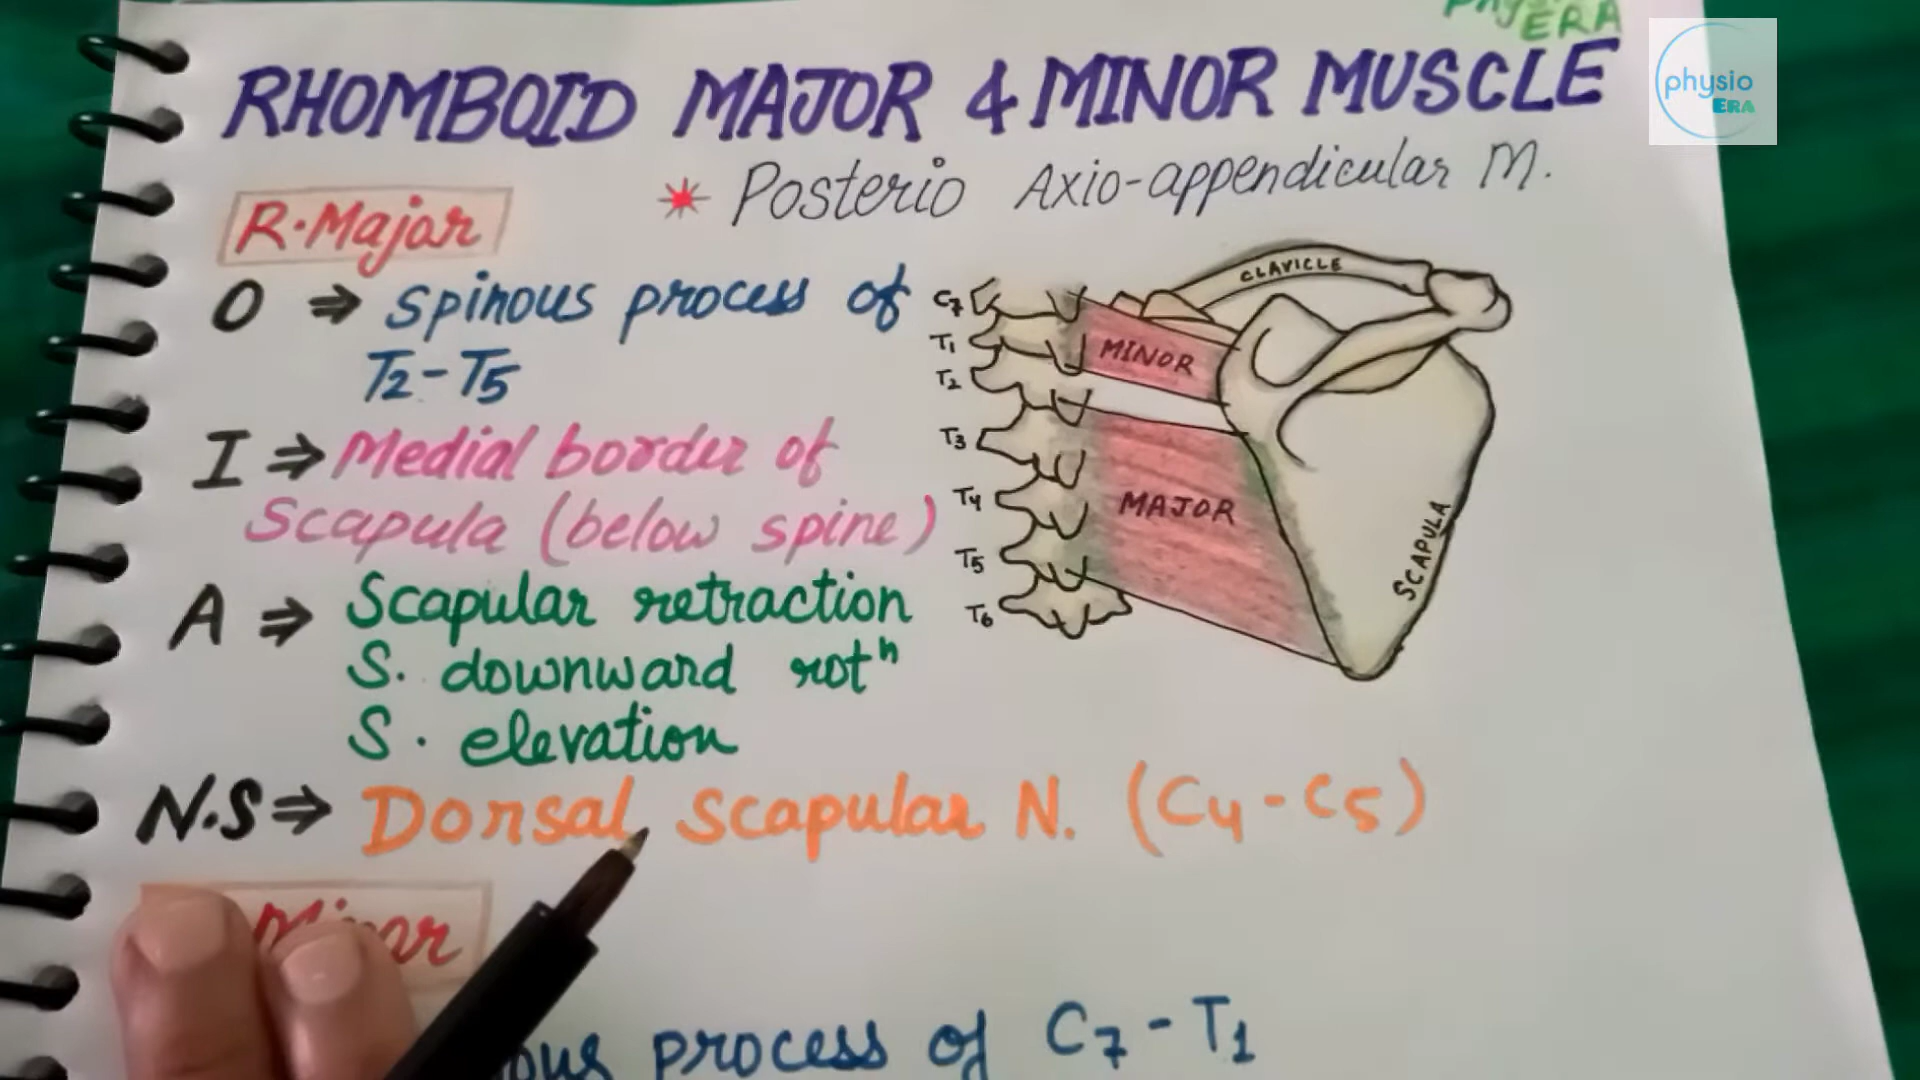 Physio
ERA
physio
ERA
RHOMBOID MAJOR & MINOR MUSCLE
* Posterio Axio-appendicular M.
R. Major
O ⇒ Spinous process of
T2-T5
I ⇒ Medial border of
Scapula (below spine)
A ⇒ Scapular retraction
S. downward rotⁿ
S. elevation
N.S ⇒ Dorsal Scapular N. (C4-C5)
CLAVICLE
C7
T1
T2
T3
T4
T5
T6
MINOR
MAJOR
SCAPULA
process of C7-T1